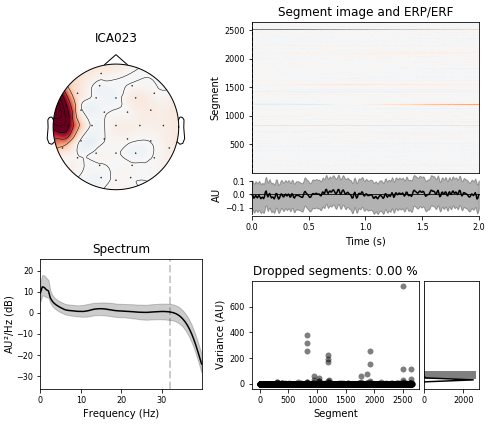 ICA023
Segment image and ERP/ERF
Segment
2500
2000
1500
1000
500
AU
0.1
0.0
−0.1
0.0 0.5 1.0 1.5 2.0
Time (s)
Spectrum
AU²/Hz (dB)
20
10
0
−10
−20
−30
0 10 20 30
Frequency (Hz)
Dropped segments: 0.00 %
Variance (AU)
600
400
200
0
0 500 1000 1500 2000 2500
Segment
0 2000